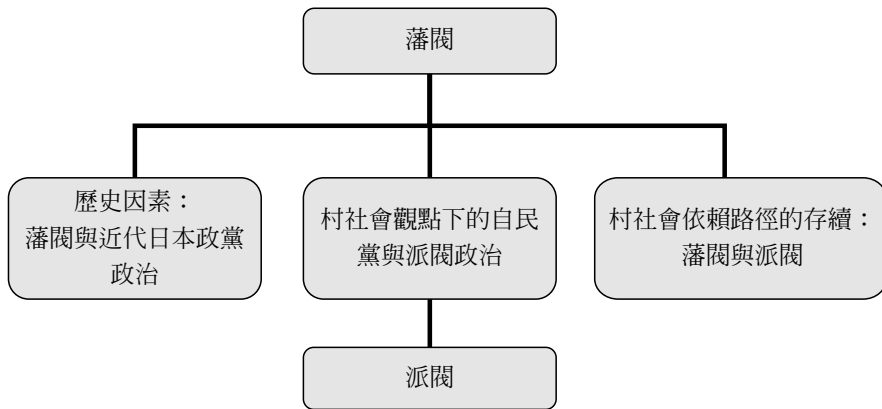 藩閥
歷史因素：
藩閥與近代日本政黨
政治
村社會觀點下的自民
黨與派閥政治
村社會依賴路徑的存續：
藩閥與派閥
派閥